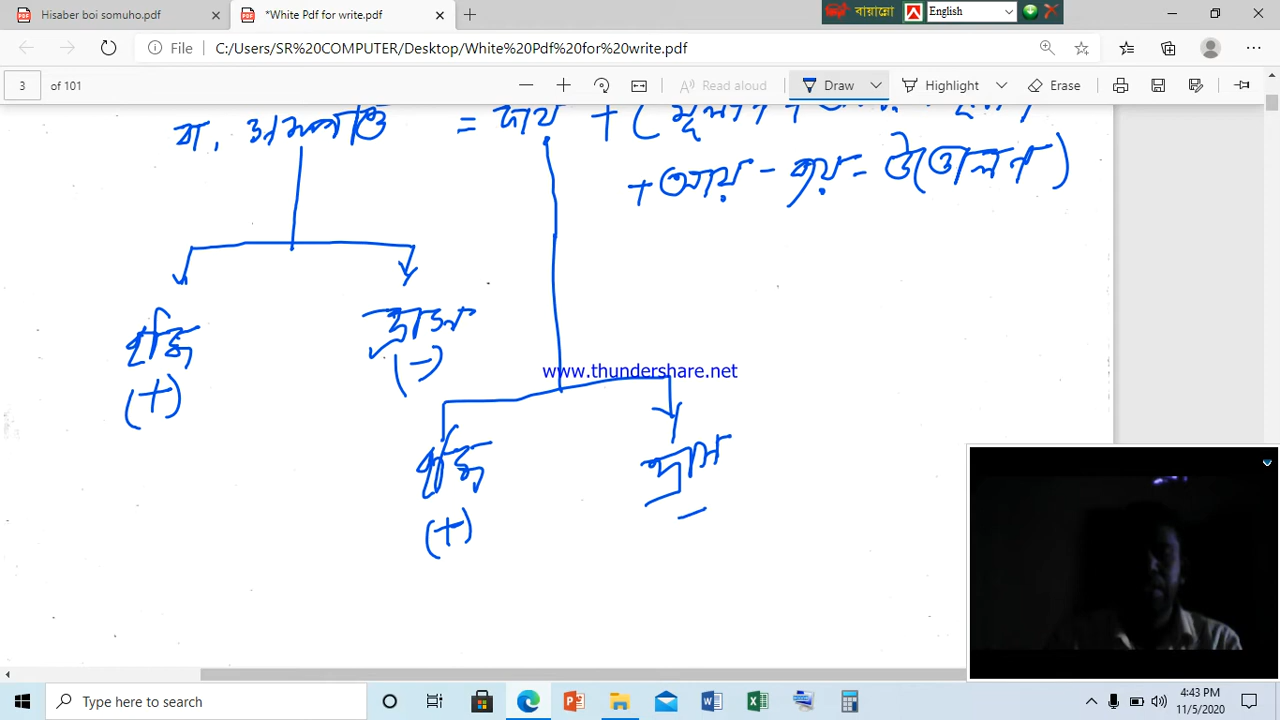 Hisaber boi somuho.pdf
*White Pdf for write.pdf
বায়ান্নো
English
File
C:/Users/SR%20COMPUTER/Desktop/White%20Pdf%20for%20write.pdf
3 of 101
Read aloud
Draw
Highlight
Erase
বা, সম্পত্তি = দায় + (মূলধন +
+ আয় - ব্যয় - উত্তোলন)
বৃদ্ধি
(+)
হ্রাস
(-)
www.thundershare.net
বৃদ্ধি
(+)
হ্রাস
Type here to search
4:43 PM
11/5/2020